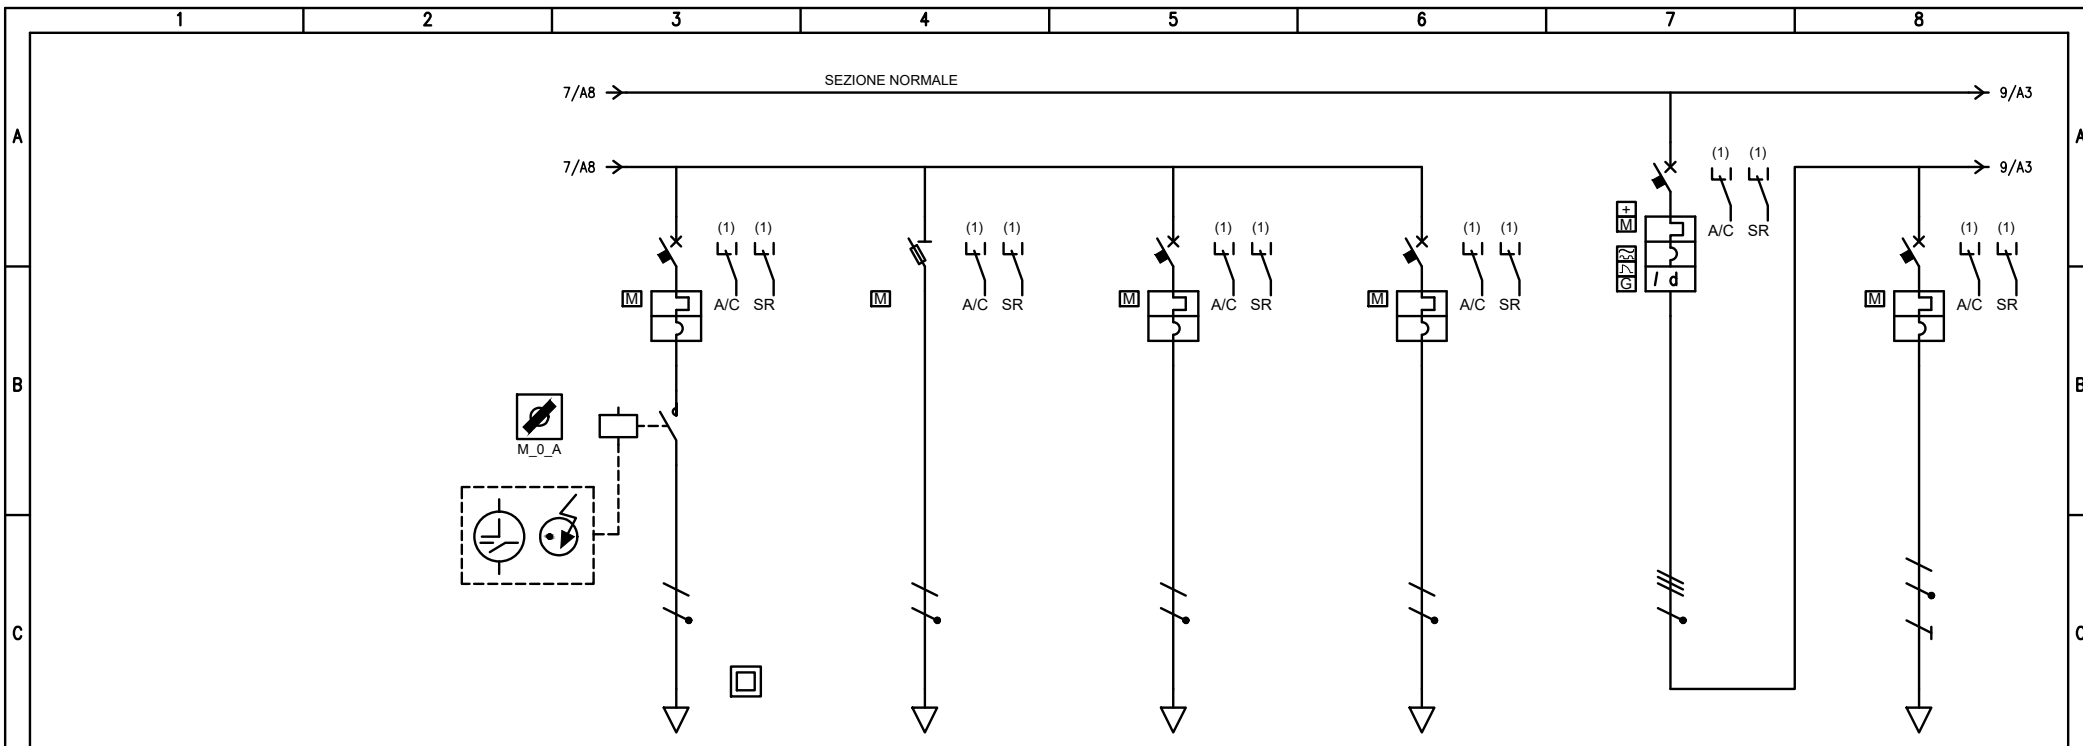 1 2 3 4 5 6 7 8
SEZIONE NORMALE
7/A8 9/A3
A A
(1) (1)
7/A8 9/A3
(1) (1) (1) (1) (1) (1) (1) (1) + (1) (1)
M A/C SR
I d
G
M A/C SR M A/C SR M A/C SR M A/C SR M A/C SR
B B
M_0_A
C C